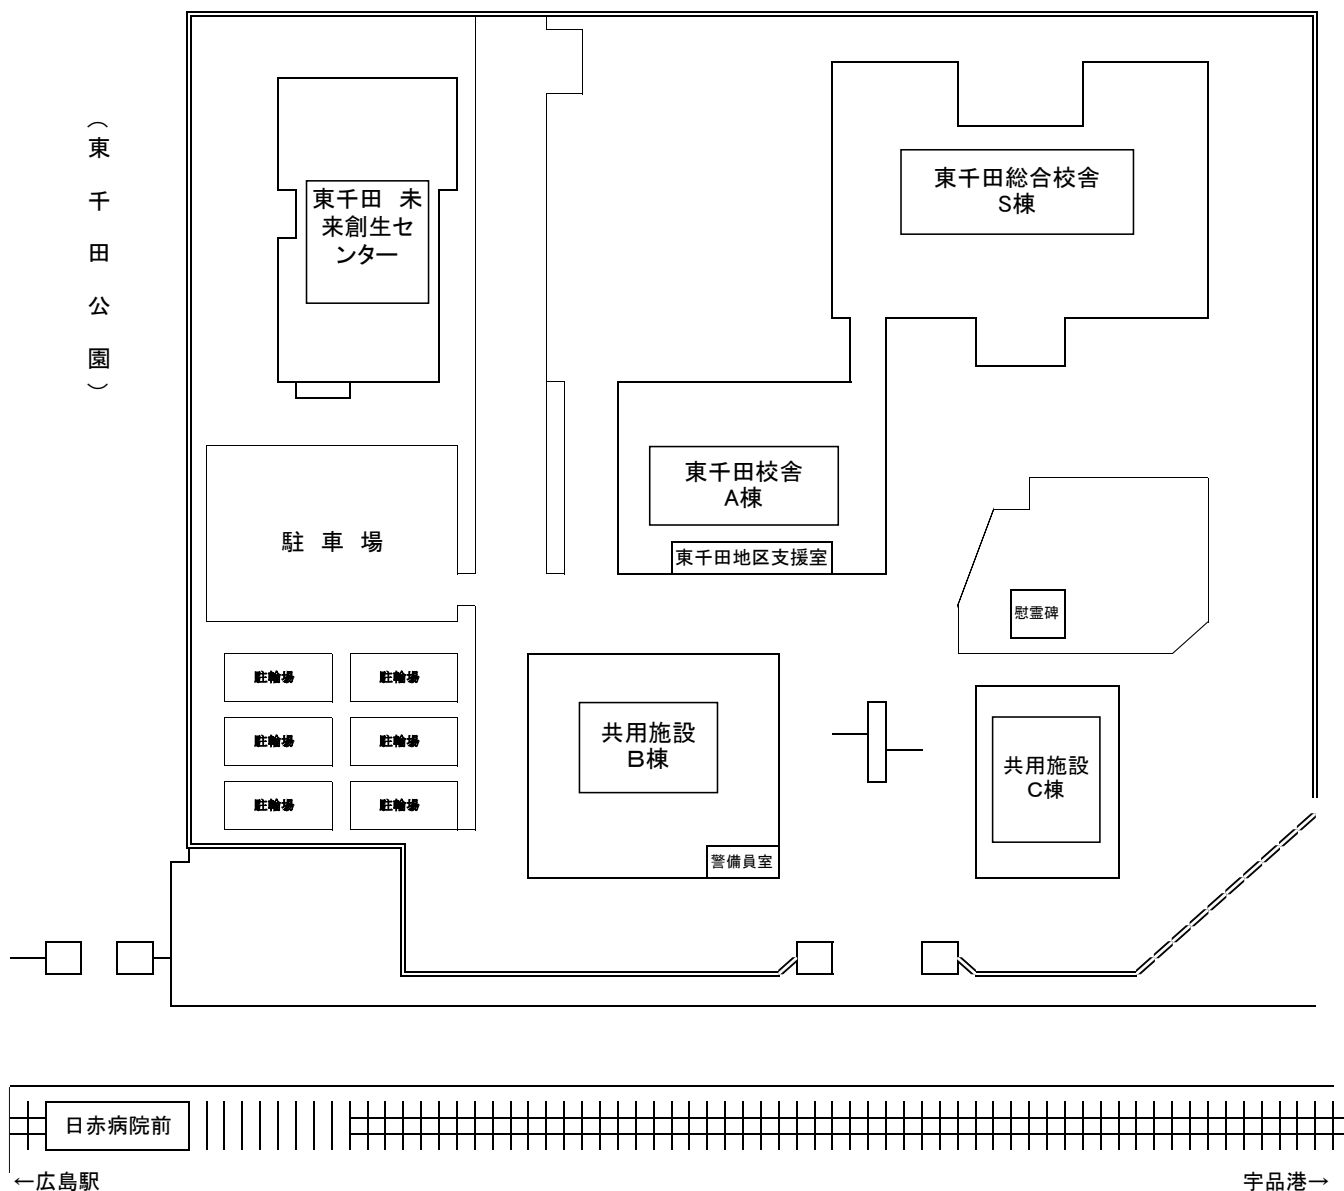 （東千田公園）
東千田　未
来創生セ
ンター
東千田総合校舎
S棟
東千田校舎
A棟
東千田地区支援室
駐 車 場
慰霊碑
駐輪場
駐輪場
駐輪場
駐輪場
駐輪場
駐輪場
共用施設
B棟
共用施設
C棟
警備員室
日赤病院前
←広島駅
宇品港→